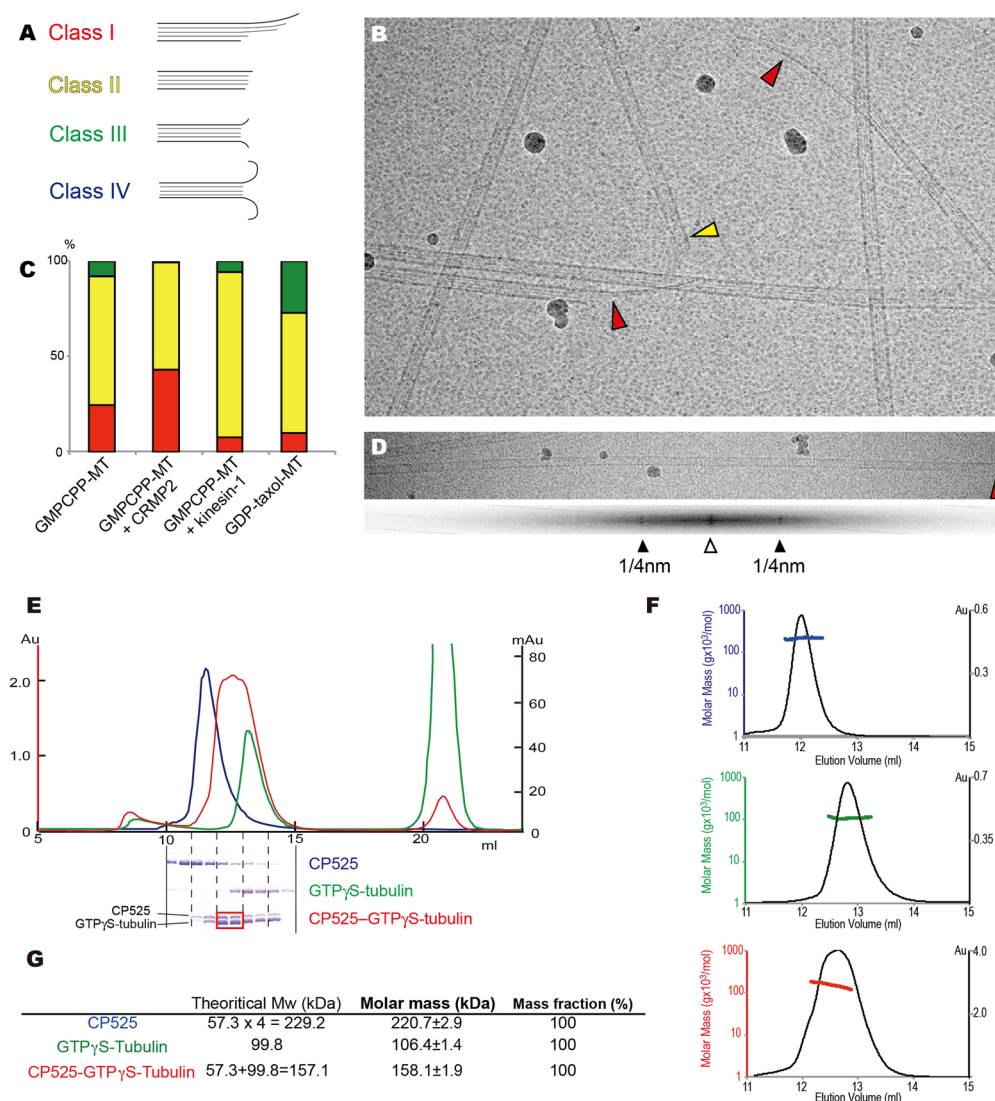 A
Class I
Class II
Class III
Class IV
B
C
%
100
50
0
GMPCPP-MT
GMPCPP-MT
+ CRMP2
GMPCPP-MT
+ kinesin-1
GDP-taxol-MT
D
1/4nm
1/4nm
E
Au
mAu
2.0
1.0
0
80
60
40
20
0
5
10
15
20
ml
CP525
GTPγS-tubulin
CP525–GTPγS-tubulin
CP525
GTPγS-tubulin
F
Molar Mass (gx10³/mol)
1000
100
10
1
Au
0.6
0.3
11
12
13
14
15
Elution Volume (ml)
Molar Mass (gx10³/mol)
1000
100
10
1
Au
0.7
0.35
11
12
13
14
15
Elution Volume (ml)
Molar Mass (gx10³/mol)
1000
100
10
1
Au
4.0
2.0
11
12
13
14
15
Elution Volume (ml)
G
Theoritical Mw (kDa) Molar mass (kDa) Mass fraction (%)
CP525 57.3 x 4 = 229.2 220.7±2.9 100
GTPγS-Tubulin 99.8 106.4±1.4 100
CP525-GTPγS-Tubulin 57.3+99.8=157.1 158.1±1.9 100